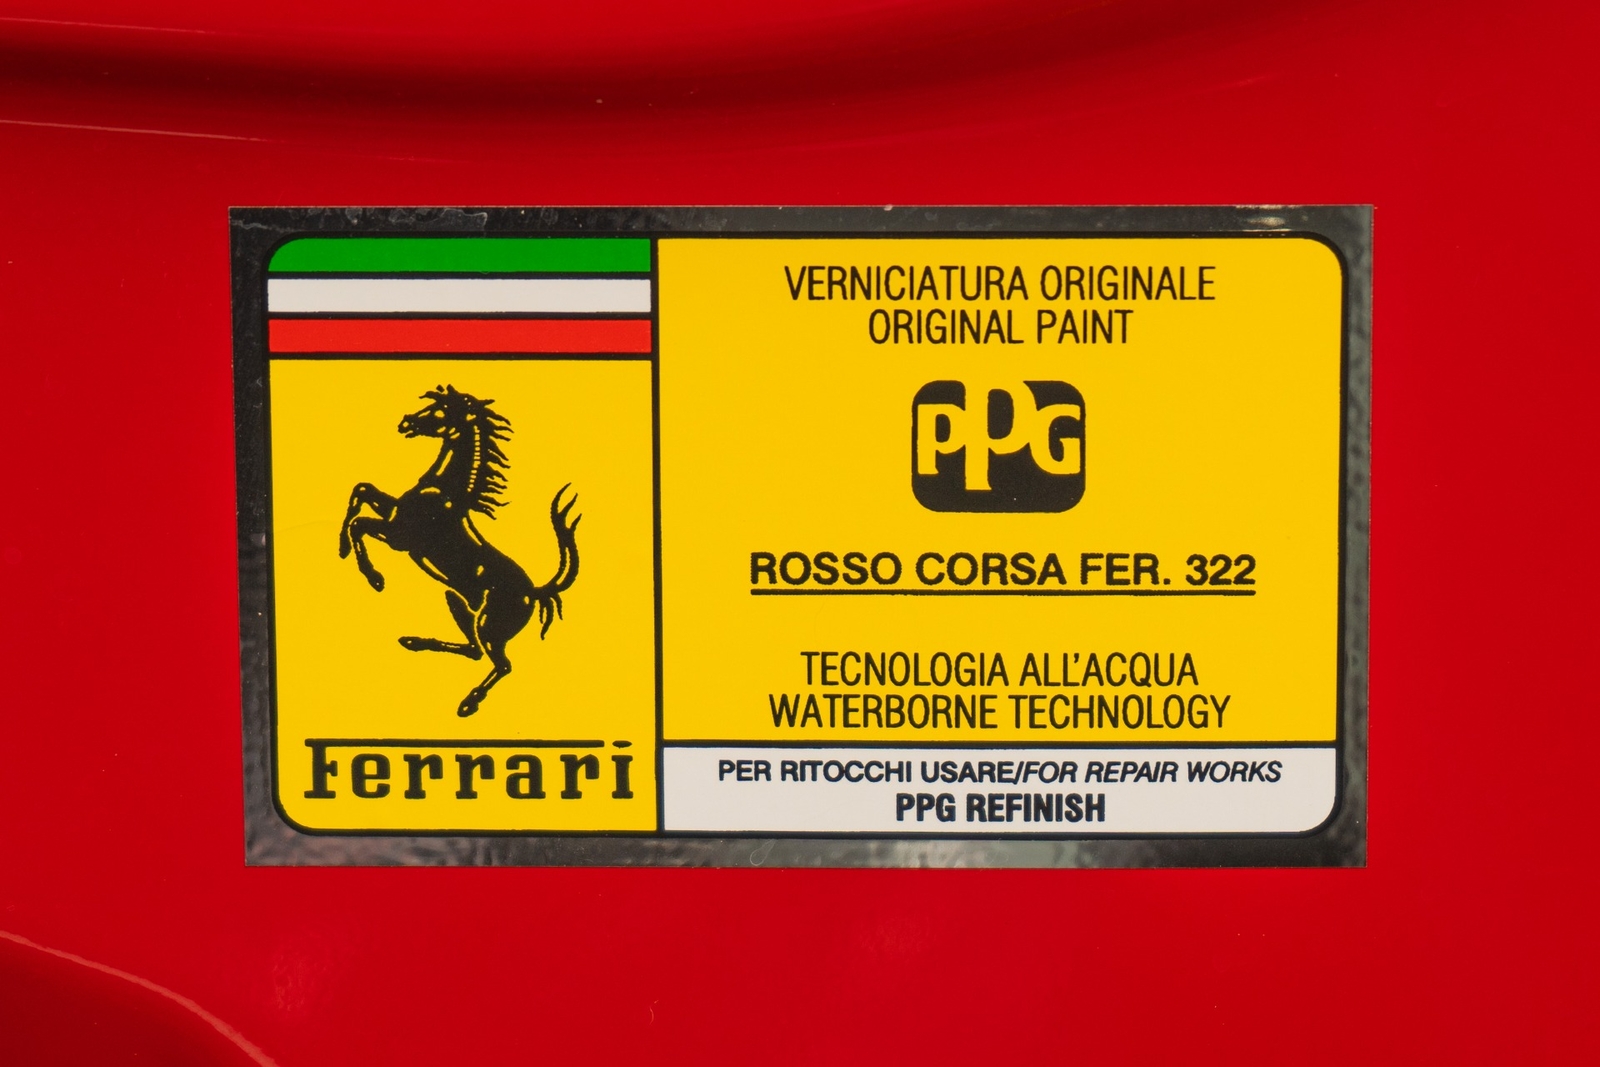 VERNICIATURA ORIGINALE
ORIGINAL PAINT
PPG
ROSSO CORSA FER. 322
TECNOLOGIA ALL'ACQUA
WATERBORNE TECHNOLOGY
PER RITOCCHI USARE/FOR REPAIR WORKS
PPG REFINISH
Ferrari